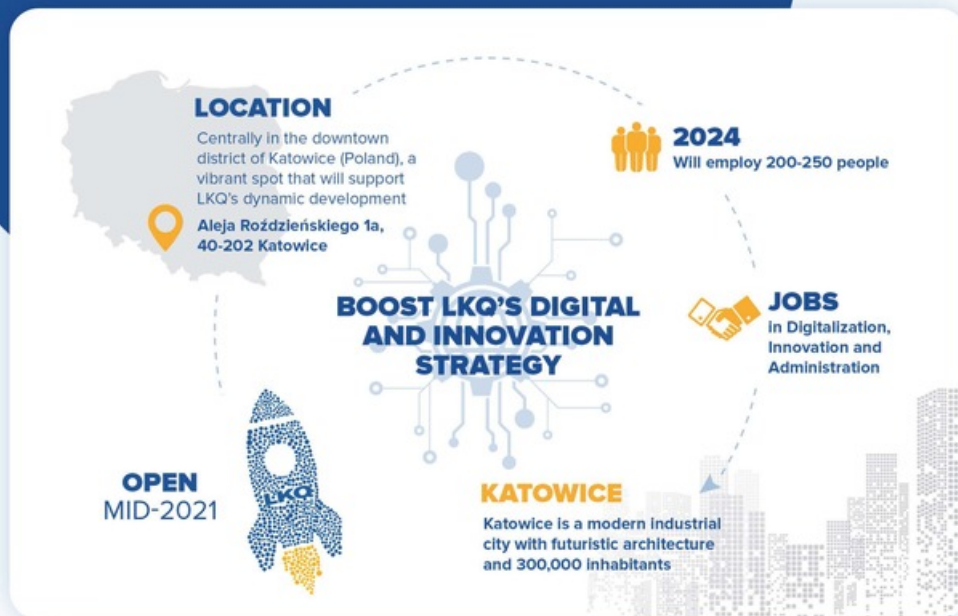 LOCATION
Centrally in the downtown
district of Katowice (Poland), a
vibrant spot that will support
LKQ's dynamic development
Aleja Roździeńskiego 1a,
40-202 Katowice
2024
Will employ 200-250 people
BOOST LKQ'S DIGITAL
AND INNOVATION
STRATEGY
JOBS
in Digitalization,
Innovation and
Administration
OPEN
MID-2021
LKQ
KATOWICE
Katowice is a modern industrial
city with futuristic architecture
and 300,000 inhabitants